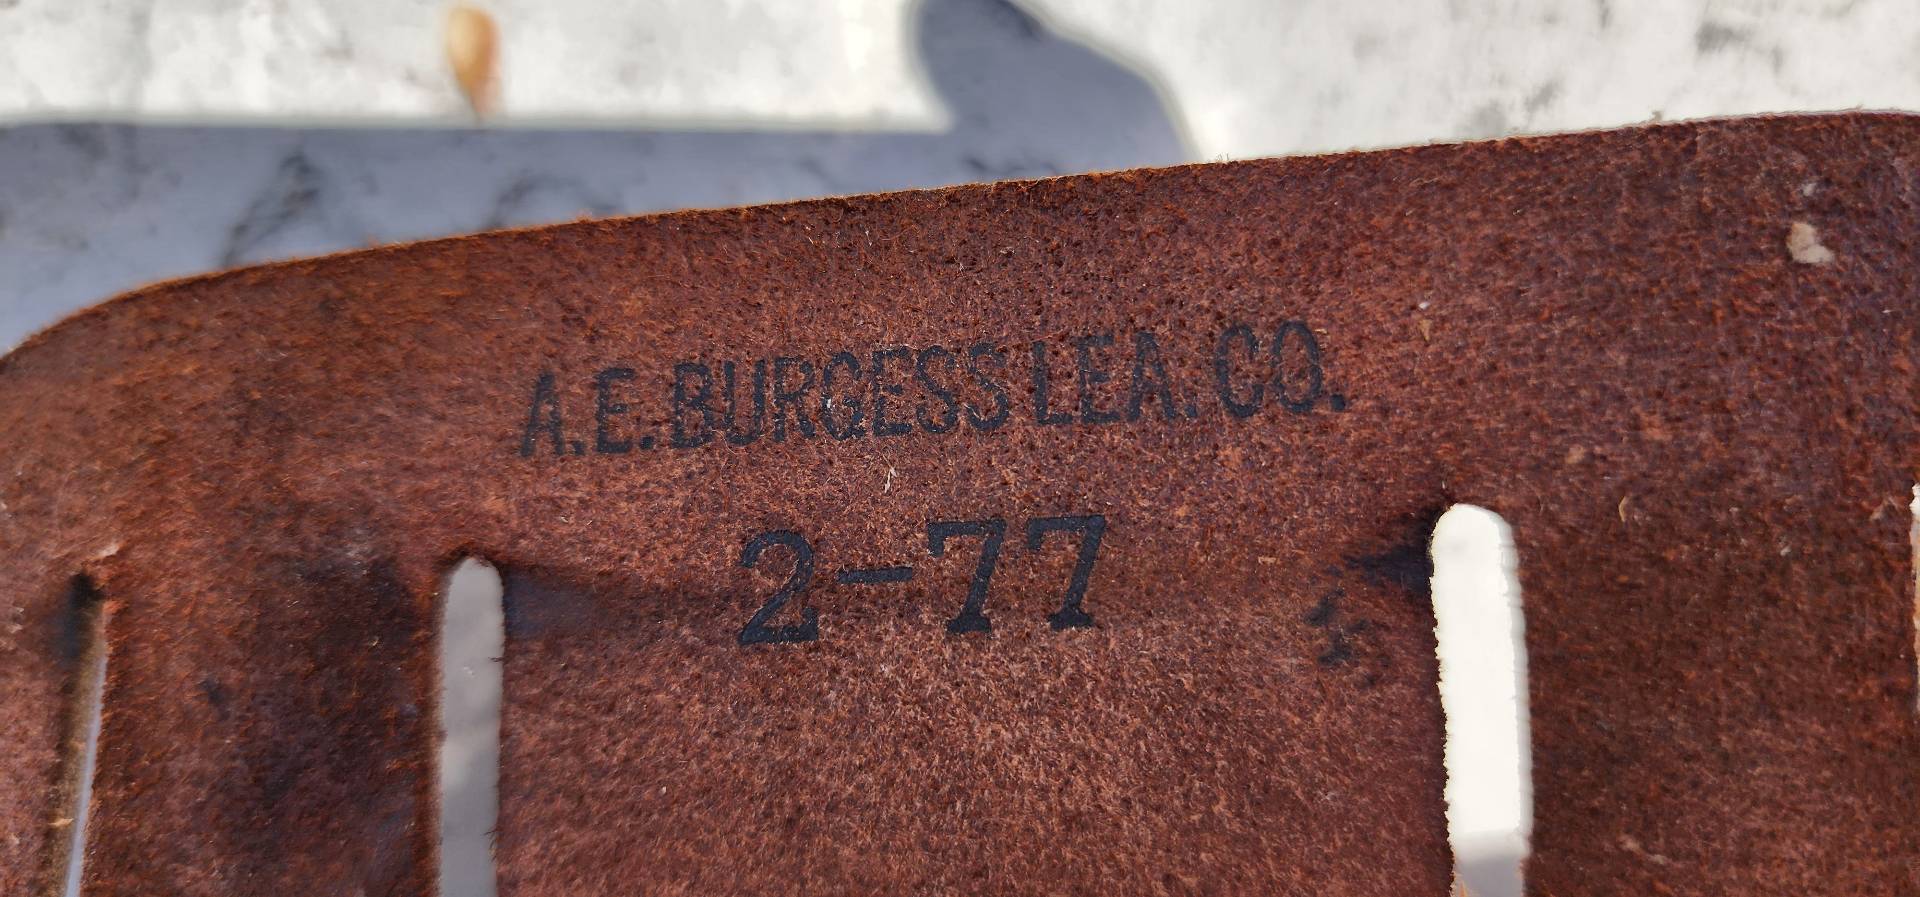 A.E. BURGESS LEA. CO.
2-77